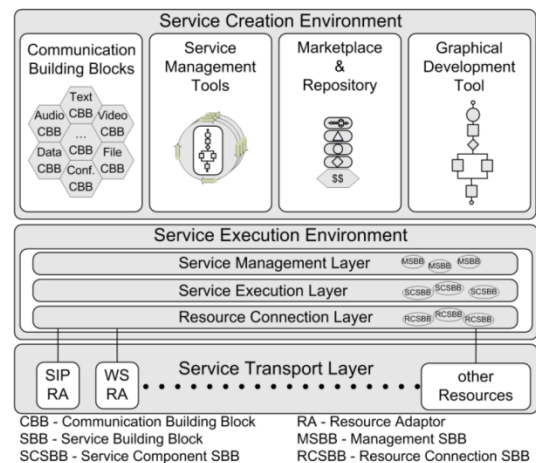 Service Creation Environment
Communication
Building Blocks
Text
CBB
Audio
CBB
Video
CBB
...
CBB
Data
CBB
File
CBB
Conf.
CBB
Service
Management
Tools
Marketplace
&
Repository
$$
Graphical
Development
Tool
Service Execution Environment
Service Management Layer
MSBB MSBB MSBB
Service Execution Layer
SCSBB SCSBB SCSBB
Resource Connection Layer
RCSBB RCSBB RCSBB
SIP
RA
WS
RA
Service Transport Layer
other
Resources
CBB - Communication Building Block
SBB - Service Building Block
SCSBB - Service Component SBB
RA - Resource Adaptor
MSBB - Management SBB
RCSBB - Resource Connection SBB